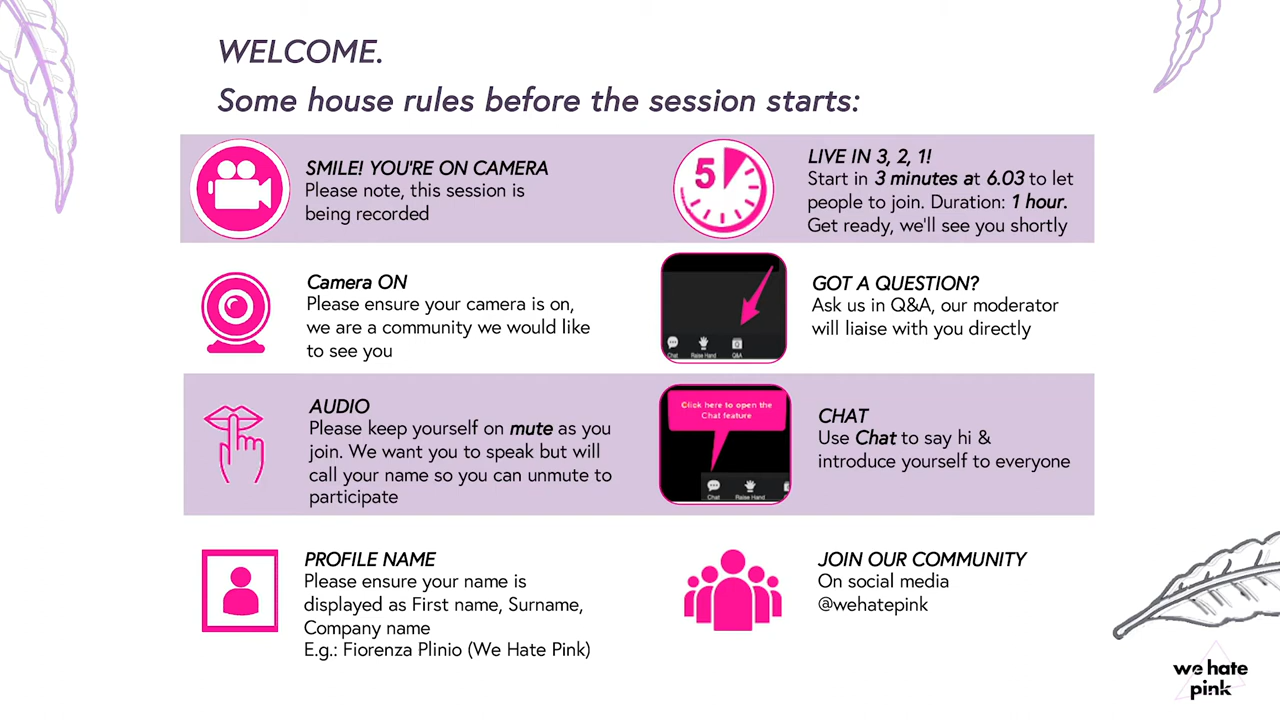 WELCOME.
Some house rules before the session starts:
SMILE! YOU'RE ON CAMERA
Please note, this session is
being recorded
5
LIVE IN 3, 2, 1!
Start in 3 minutes at 6.03 to let
people to join. Duration: 1 hour.
Get ready, we'll see you shortly
Camera ON
Please ensure your camera is on,
we are a community we would like
to see you
Chat Raise Hand Q&A
GOT A QUESTION?
Ask us in Q&A, our moderator
will liaise with you directly
AUDIO
Please keep yourself on mute as you
join. We want you to speak but will
call your name so you can unmute to
participate
Click here to open the
Chat feature
Chat Raise Hand
CHAT
Use Chat to say hi &
introduce yourself to everyone
PROFILE NAME
Please ensure your name is
displayed as First name, Surname,
Company name
E.g.: Fiorenza Plinio (We Hate Pink)
JOIN OUR COMMUNITY
On social media
@wehatepink
we hate
pink